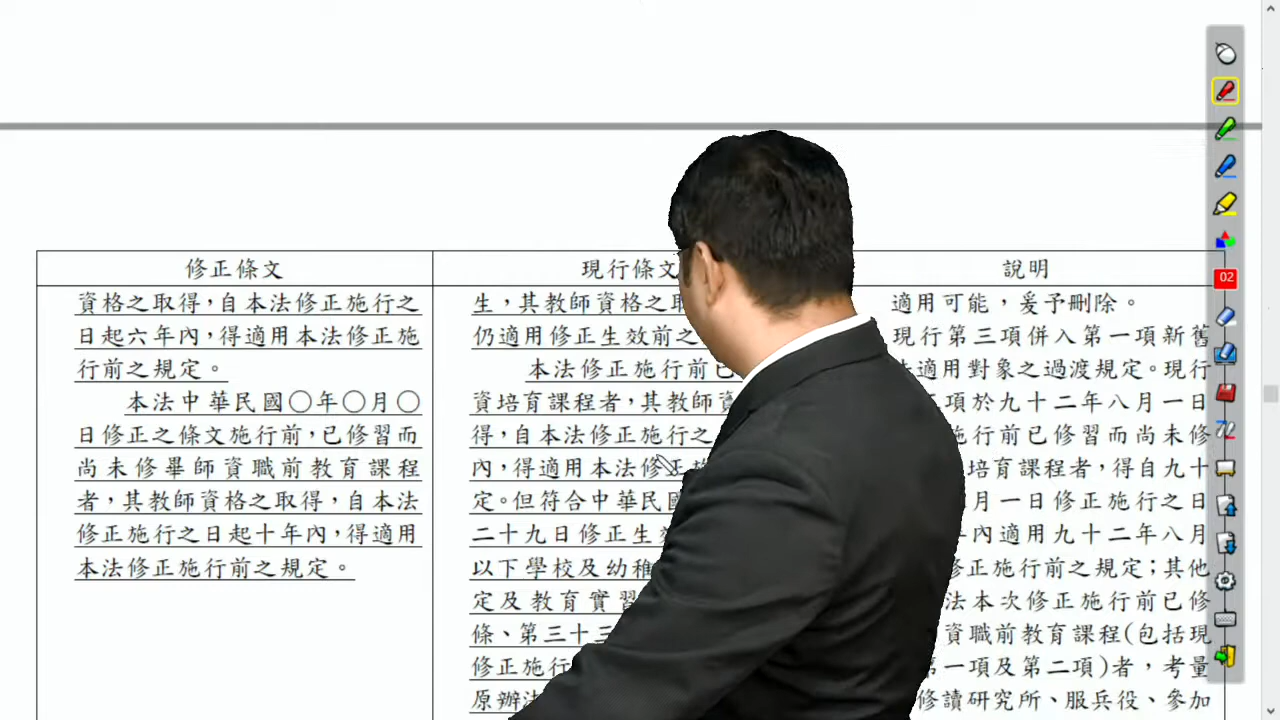 修正條文
資格之取得，自本法修正施行之
日起六年內，得適用本法修正施
行前之規定。
本法中華民國〇年〇月〇
日修正之條文施行前，已修習而
尚未修畢師資職前教育課程
者，其教師資格之取得，自本法
修正施行之日起十年內，得適用
本法修正施行前之規定。
現行條文
生，其教師資格之取
仍適用修正生效前之
本法修正施行前已
資培育課程者，其教師資
得，自本法修正施行之
內，得適用本法修正
定。但符合中華民國
二十九日修正生效
以下學校及幼稚
定及教育實習
條、第三十三
修正施行
原辦法
說明
適用可能，爰予刪除。
現行第三項併入第一項新舊
法適用對象之過渡規定。現行
項於九十二年八月一日
施行前已修習而尚未修
培育課程者，得自九十
月一日修正施行之日
內適用九十二年八月
修正施行前之規定；其他
法本次修正施行前已修
資職前教育課程(包括現
第一項及第二項)者，考量
修讀研究所、服兵役、參加
02